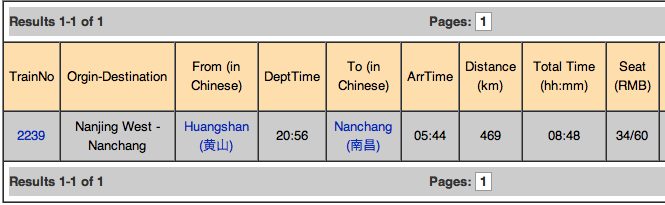 Results 1-1 of 1 Pages: 1
TrainNo Orgin-Destination From (in Chinese) DeptTime To (in Chinese) ArrTime Distance (km) Total Time (hh:mm) Seat (RMB)
2239 Nanjing West - Nanchang Huangshan (黄山) 20:56 Nanchang (南昌) 05:44 469 08:48 34/60
Results 1-1 of 1 Pages: 1